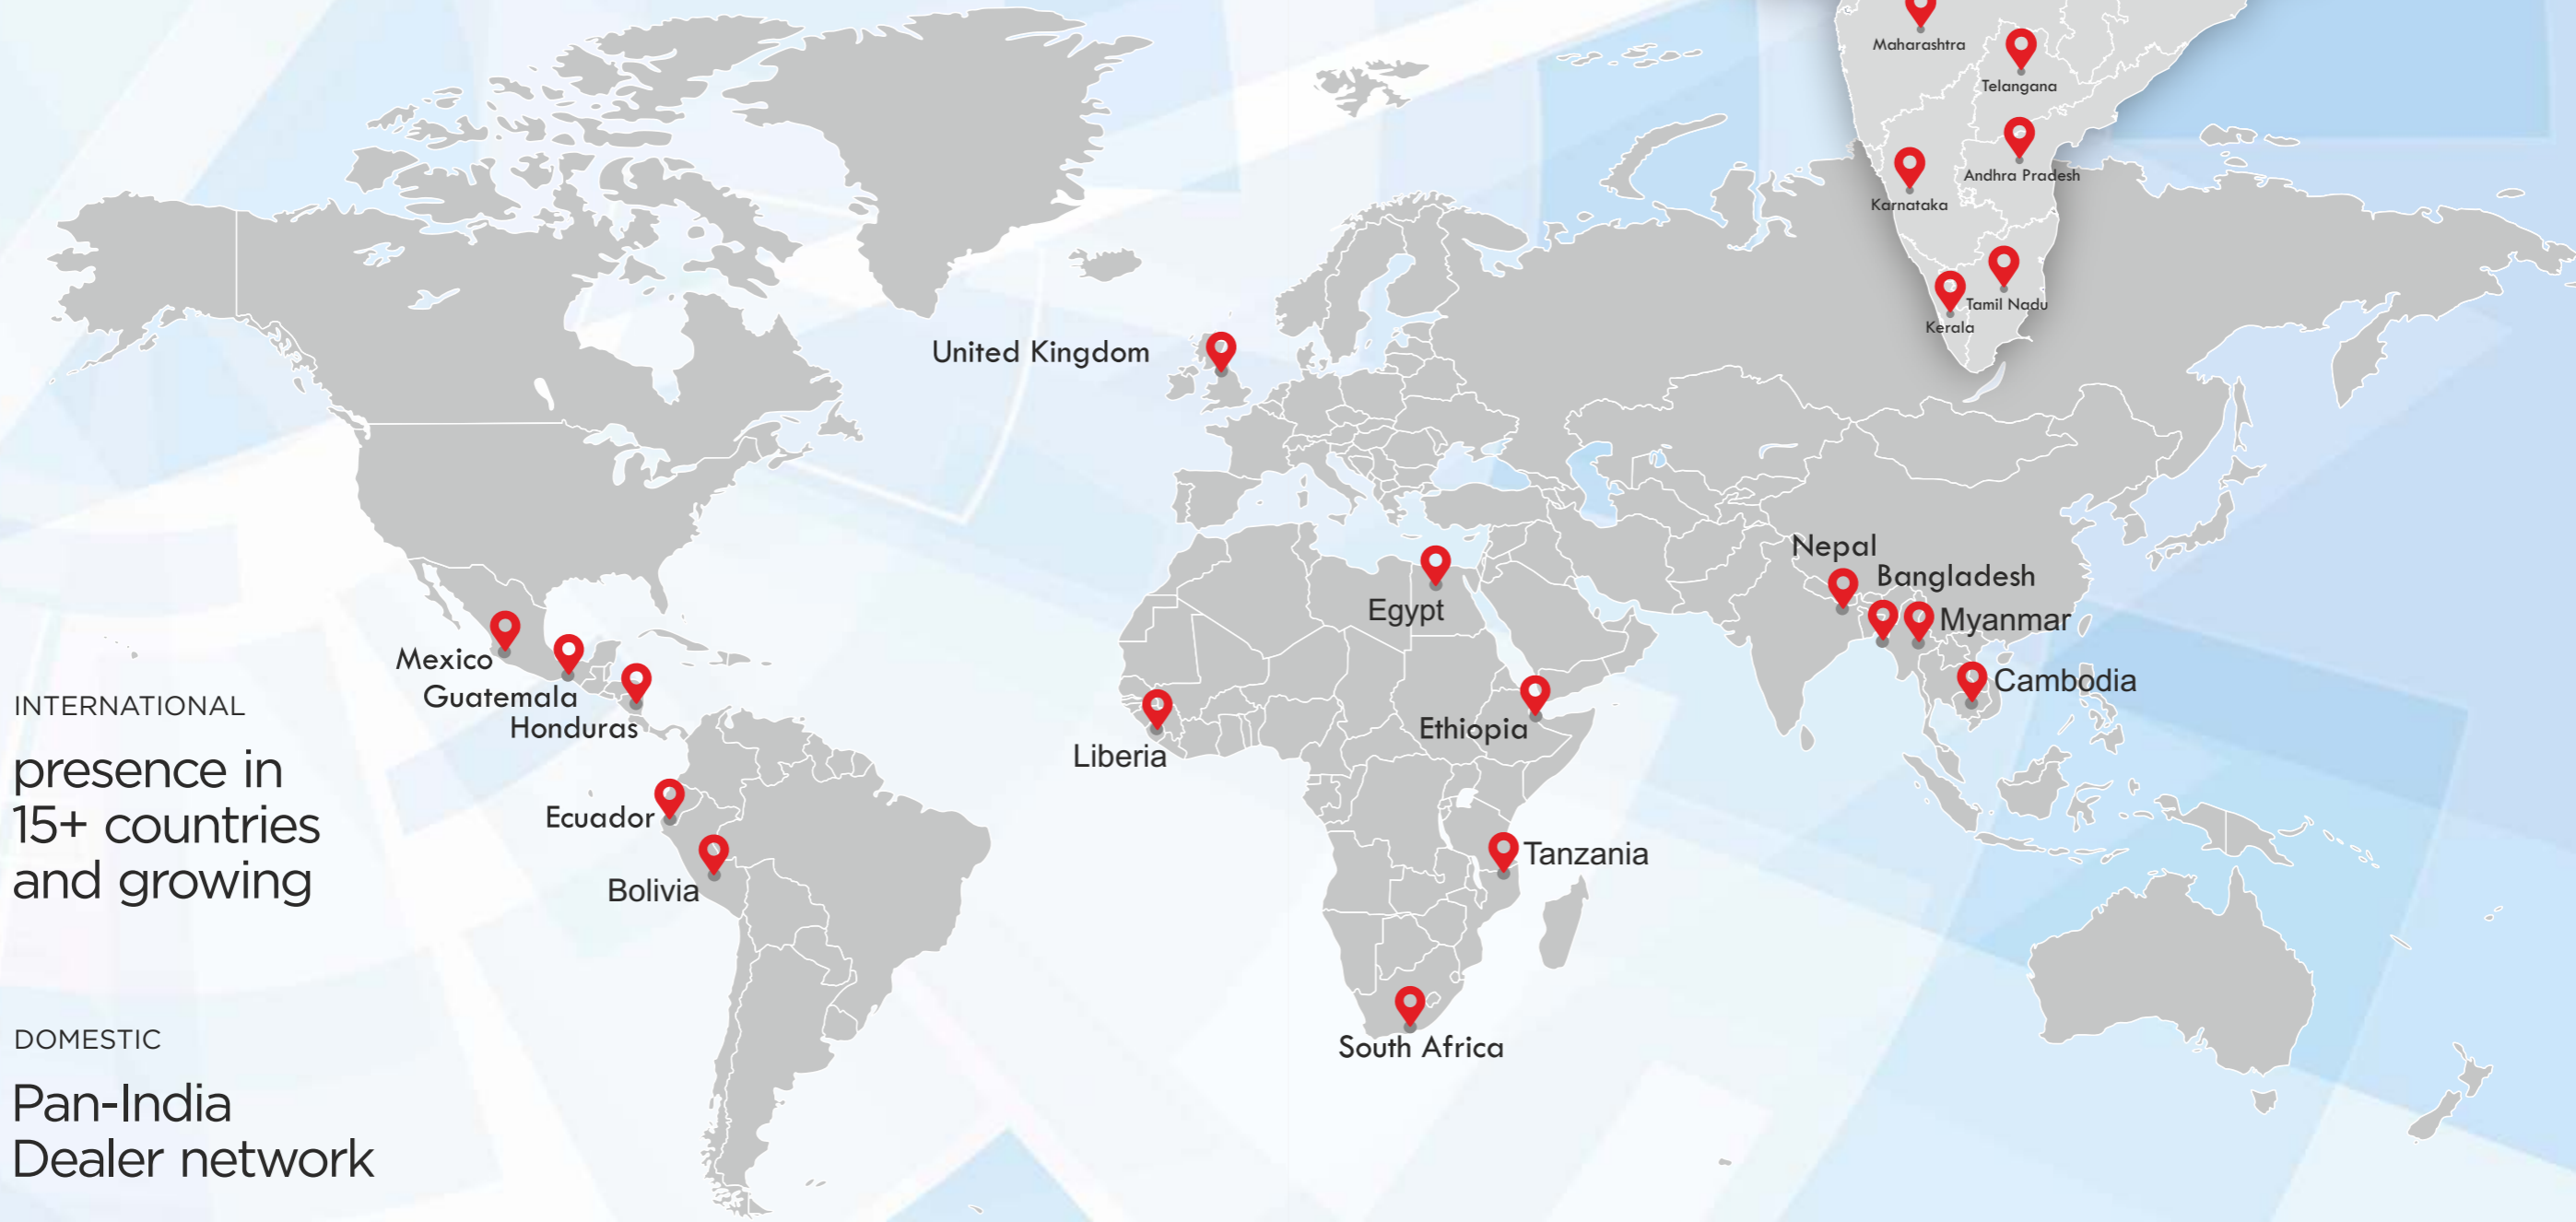 Maharashtra
Telangana
Andhra Pradesh
Karnataka
Tamil Nadu
Kerala
United Kingdom
Nepal
Bangladesh
Egypt
Myanmar
Mexico
Cambodia
Guatemala
Honduras
Ethiopia
Liberia
Ecuador
Tanzania
Bolivia
South Africa
INTERNATIONAL
presence in
15+ countries
and growing
DOMESTIC
Pan-India
Dealer network